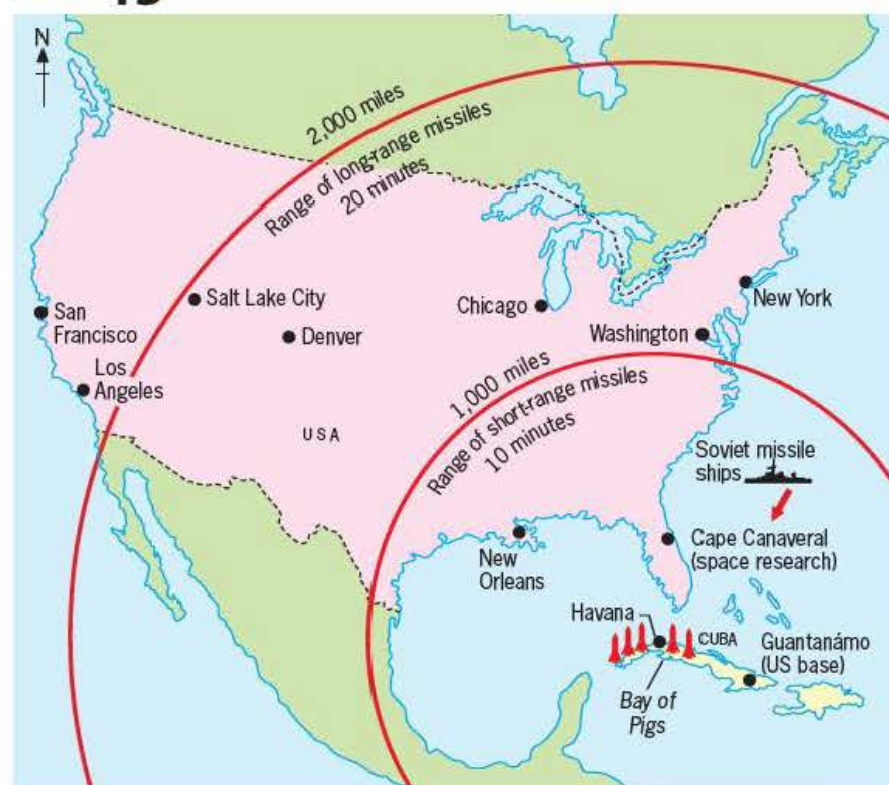 N
2,000 miles
Range of long-range missiles
20 minutes
San
Francisco
Salt Lake City
Denver
Los
Angeles
USA
Chicago
New York
Washington
1,000 miles
Range of short-range missiles
10 minutes
Soviet missile
ships
Cape Canaveral
(space research)
New
Orleans
Havana
CUBA
Guantanámo
(US base)
Bay of
Pigs